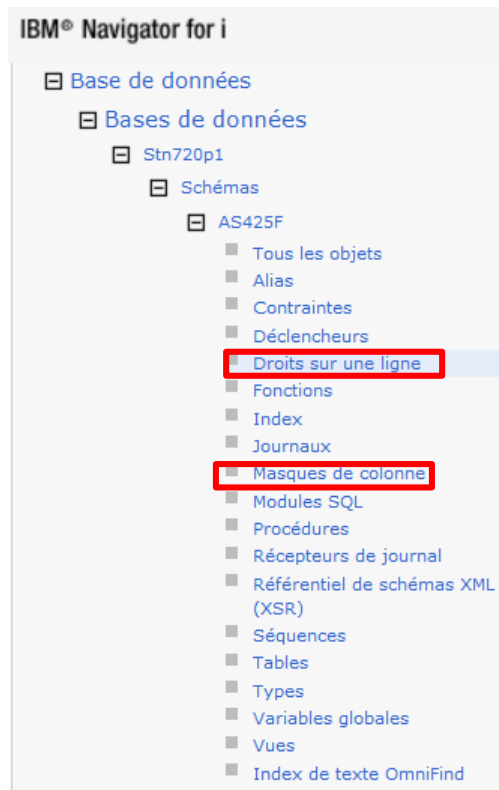 IBM® Navigator for i
Base de données
Bases de données
Stn720p1
Schémas
AS425F
Tous les objets
Alias
Contraintes
Déclencheurs
Droits sur une ligne
Fonctions
Index
Journaux
Masques de colonne
Modules SQL
Procédures
Récepteurs de journal
Référentiel de schémas XML
(XSR)
Séquences
Tables
Types
Variables globales
Vues
Index de texte OmniFind